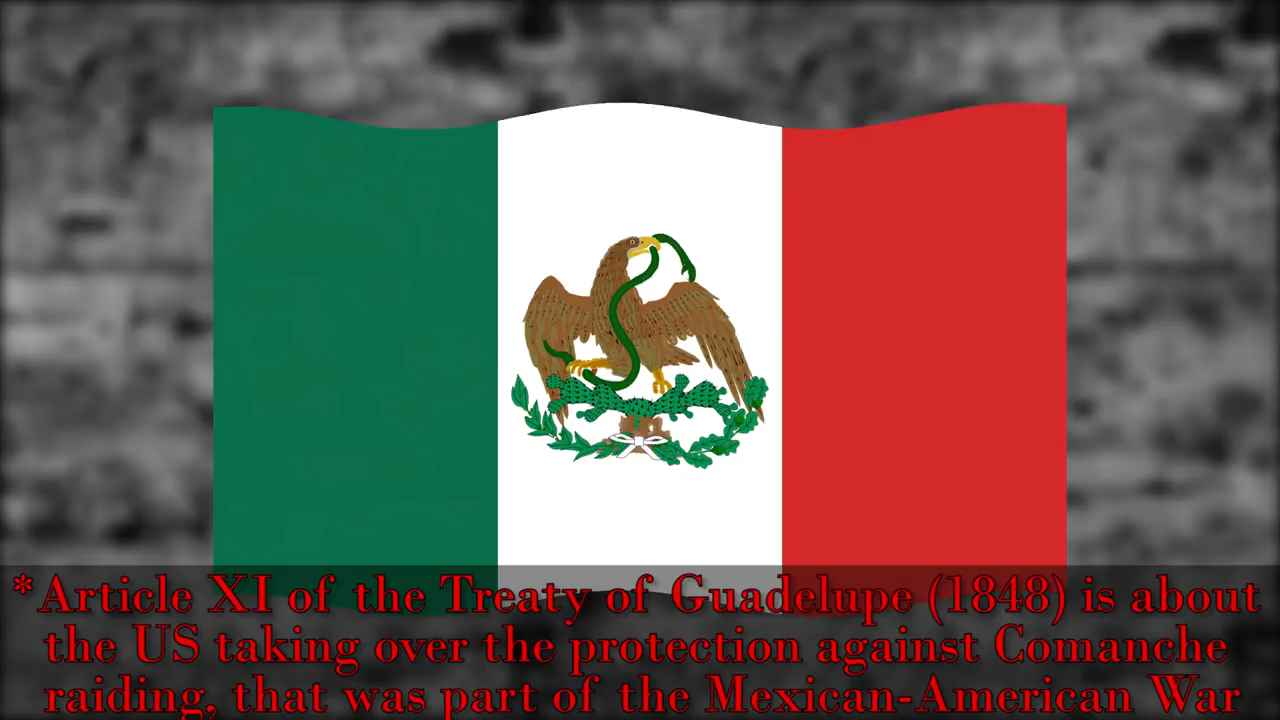 *Article XI of the Treaty of Guadelupe (1848) is about
the US taking over the protection against Comanche
raiding, that was part of the Mexican-American War